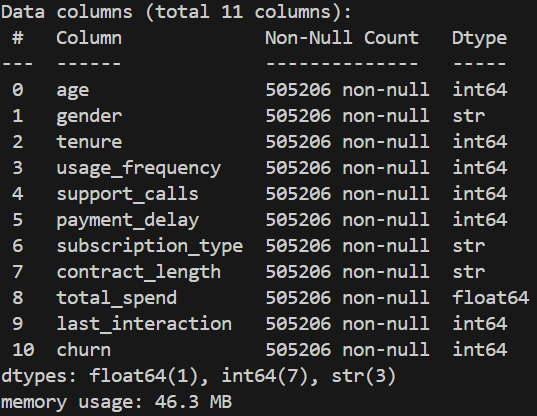 Data columns (total 11 columns):
 #   Column             Non-Null Count   Dtype
---  ------             --------------   -----
 0   age                505206 non-null  int64
 1   gender             505206 non-null  str
 2   tenure             505206 non-null  int64
 3   usage_frequency    505206 non-null  int64
 4   support_calls      505206 non-null  int64
 5   payment_delay      505206 non-null  int64
 6   subscription_type  505206 non-null  str
 7   contract_length    505206 non-null  str
 8   total_spend        505206 non-null  float64
 9   last_interaction   505206 non-null  int64
 10  churn              505206 non-null  int64
dtypes: float64(1), int64(7), str(3)
memory usage: 46.3 MB